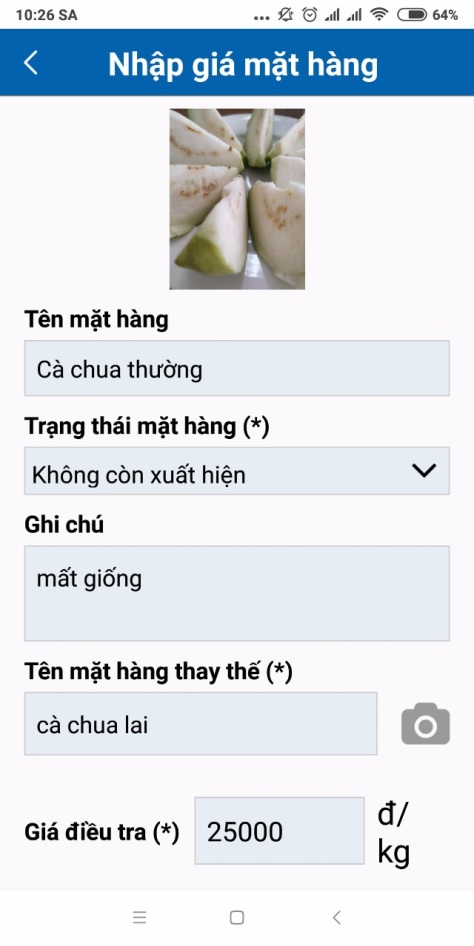 10:26 SA ... 64%
Nhập giá mặt hàng
Tên mặt hàng
Cà chua thường
Trạng thái mặt hàng (*)
Không còn xuất hiện
Ghi chú
mất giống
Tên mặt hàng thay thế (*)
cà chua lai
Giá điều tra (*) 25000 đ/
kg